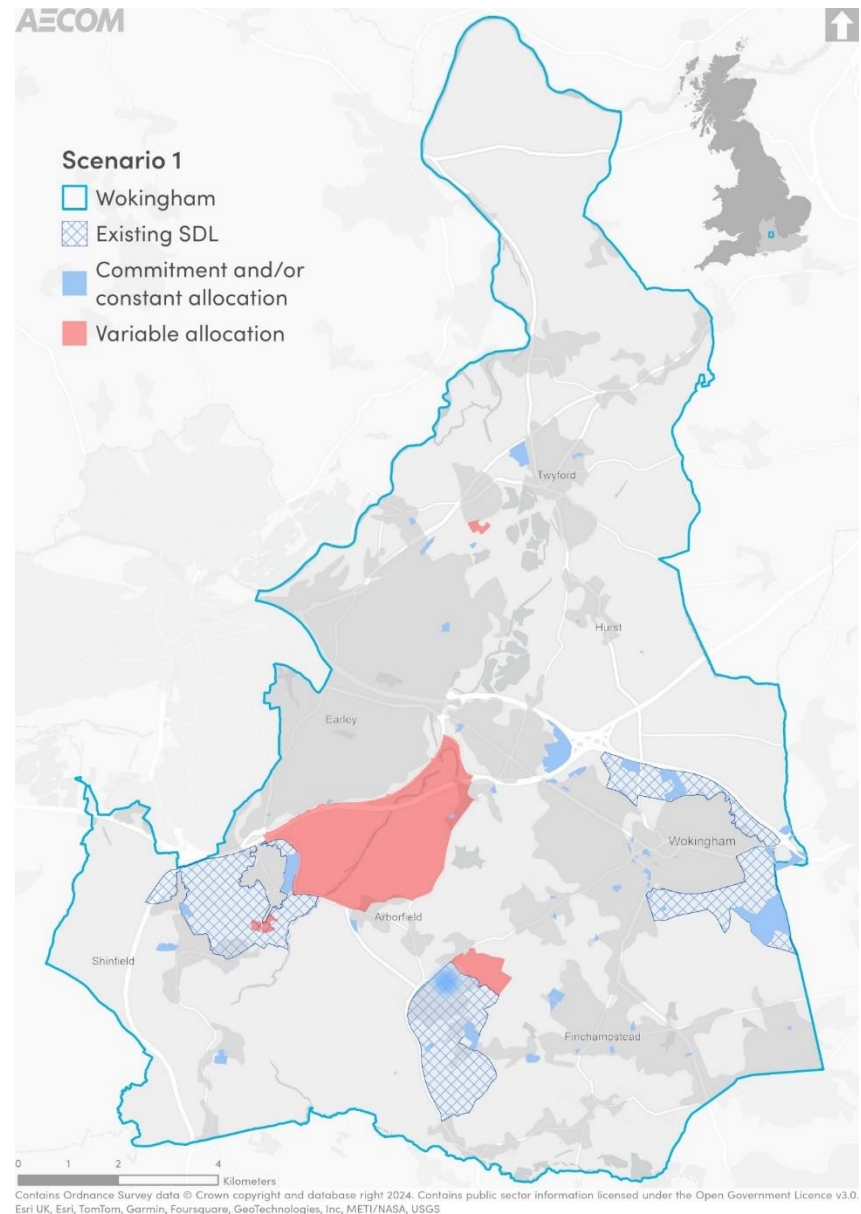 AECOM
Scenario 1
Wokingham
Existing SDL
Commitment and/or
constant allocation
Variable allocation
Twyford
Hurst
Earley
Wokingham
Arborfield
Shinfield
Finchampstead
0 1 2 4
Kilometers
Contains Ordnance Survey data © Crown copyright and database right 2024. Contains public sector information licensed under the Open Government Licence v3.0.
Esri UK, Esri, TomTom, Garmin, Foursquare, GeoTechnologies, Inc, METI/NASA, USGS